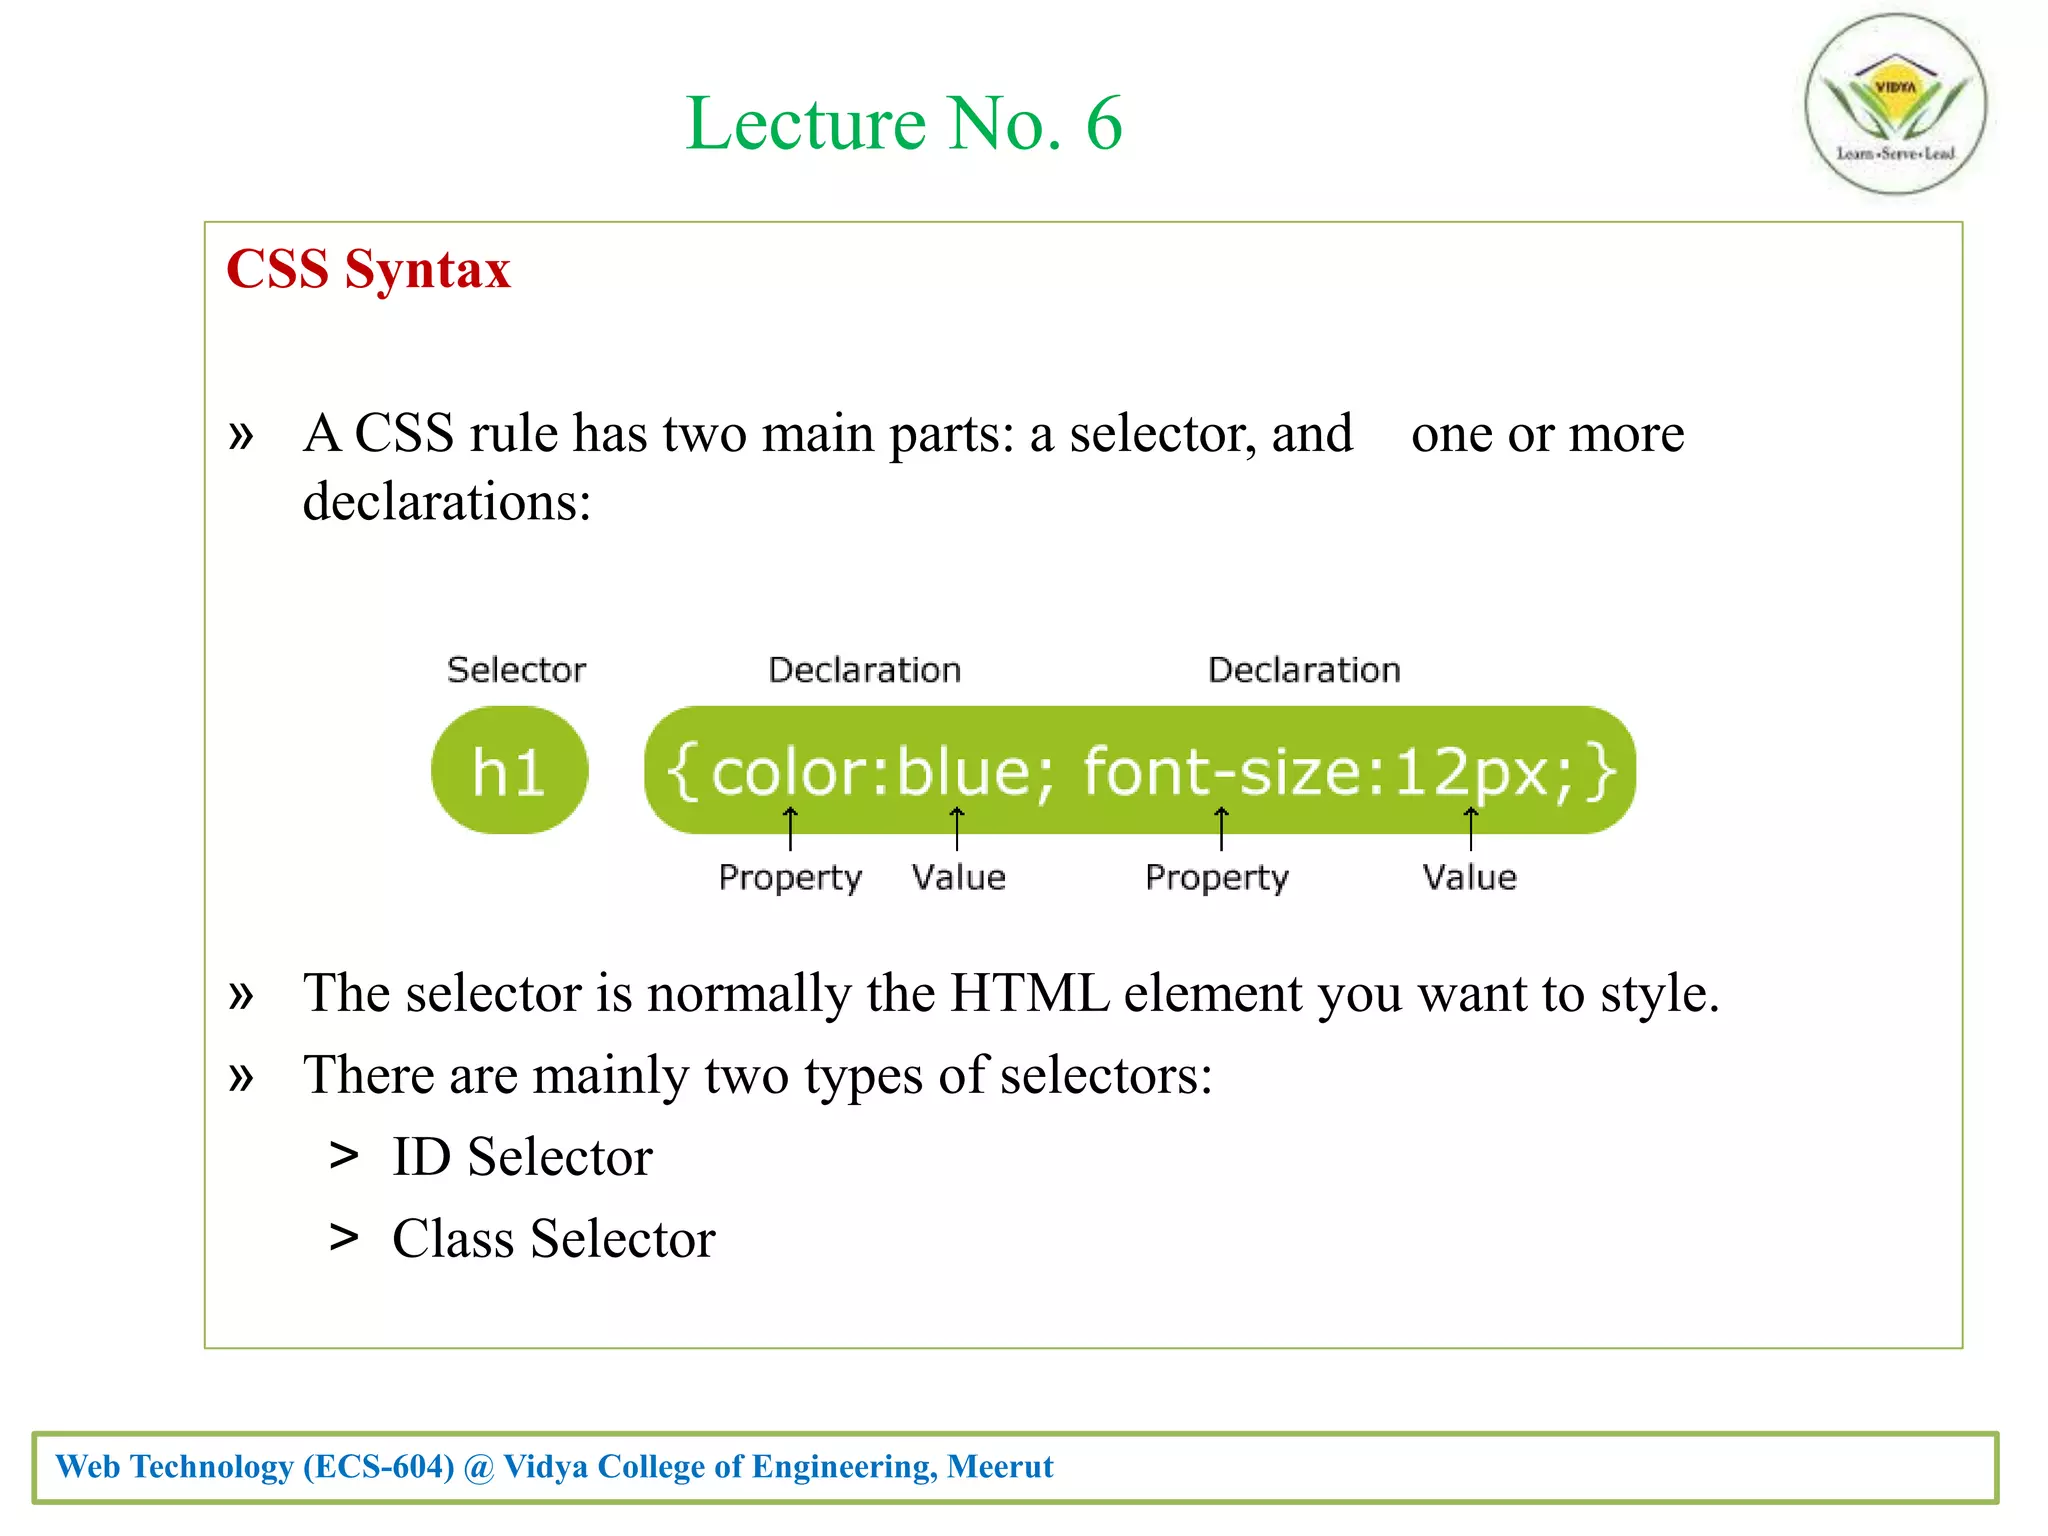 Lecture No. 6
VIDYA
Learn•Serve•Lead
CSS Syntax
» A CSS rule has two main parts: a selector, and one or more
declarations:
Selector Declaration Declaration
h1 {color:blue; font-size:12px;}
Property Value Property Value
» The selector is normally the HTML element you want to style.
» There are mainly two types of selectors:
> ID Selector
> Class Selector
Web Technology (ECS-604) @ Vidya College of Engineering, Meerut